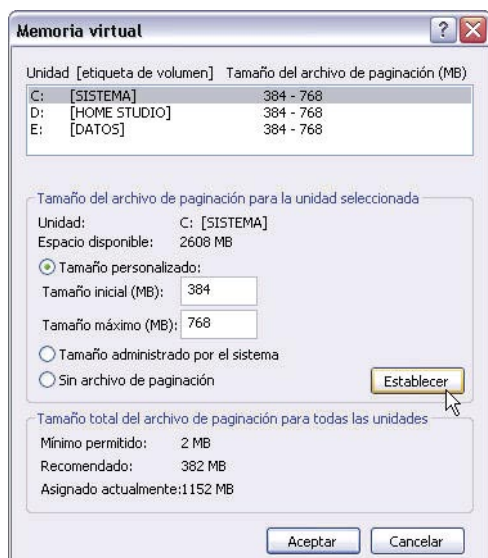 Memoria virtual
Unidad [etiqueta de volumen] Tamaño del archivo de paginación (MB)
C: [SISTEMA] 384 - 768
D: [HOME STUDIO] 384 - 768
E: [DATOS] 384 - 768
Tamaño del archivo de paginación para la unidad seleccionada
Unidad: C: [SISTEMA]
Espacio disponible: 2608 MB
Tamaño personalizado:
Tamaño inicial (MB): 384
Tamaño máximo (MB): 768
Tamaño administrado por el sistema
Sin archivo de paginación
Establecer
Tamaño total del archivo de paginación para todas las unidades
Mínimo permitido: 2 MB
Recomendado: 382 MB
Asignado actualmente:1152 MB
Aceptar Cancelar